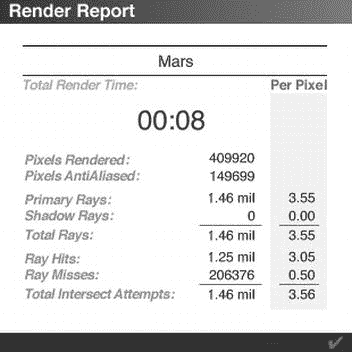 Render Report
Mars
Total Render Time: Per Pixel
00:08
Pixels Rendered: 409920
Pixels AntiAliased: 149699
Primary Rays: 1.46 mil 3.55
Shadow Rays: 0 0.00
Total Rays: 1.46 mil 3.55
Ray Hits: 1.25 mil 3.05
Ray Misses: 206376 0.50
Total Intersect Attempts: 1.46 mil 3.56